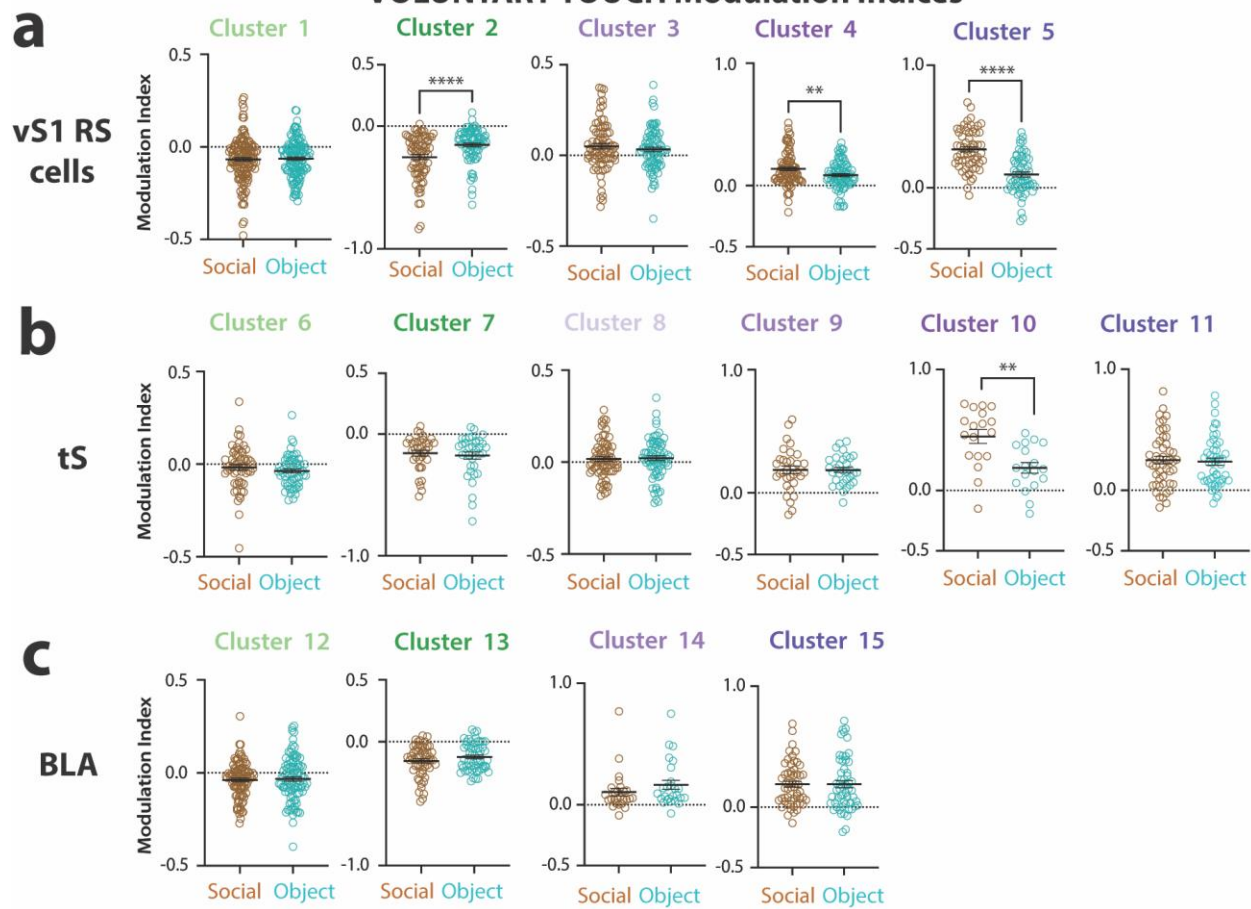 VOLUNTARY TOUCH Modulation Indices
a
Cluster 1 Cluster 2 Cluster 3 Cluster 4 Cluster 5
vS1 RS
cells
Modulation Index
0.5 0.0 -0.5
0.5 0.0 -1.0
0.5 0.0 -0.5
1.0 0.0 -0.5
1.0 0.0 -0.5
**** ** ****
Social Object Social Object Social Object Social Object Social Object
b
Cluster 6 Cluster 7 Cluster 8 Cluster 9 Cluster 10 Cluster 11
tS
Modulation Index
0.5 0.0 -0.5
0.5 0.0 -1.0
0.5 0.0 -0.5
1.0 0.0 -0.5
1.0 0.0 -0.5
1.0 0.0 -0.5
**
Social Object Social Object Social Object Social Object Social Object Social Object
c
Cluster 12 Cluster 13 Cluster 14 Cluster 15
BLA
Modulation Index
0.5 0.0 -0.5
0.5 0.0 -1.0
1.0 0.0 -0.5
1.0 0.0 -0.5
Social Object Social Object Social Object Social Object